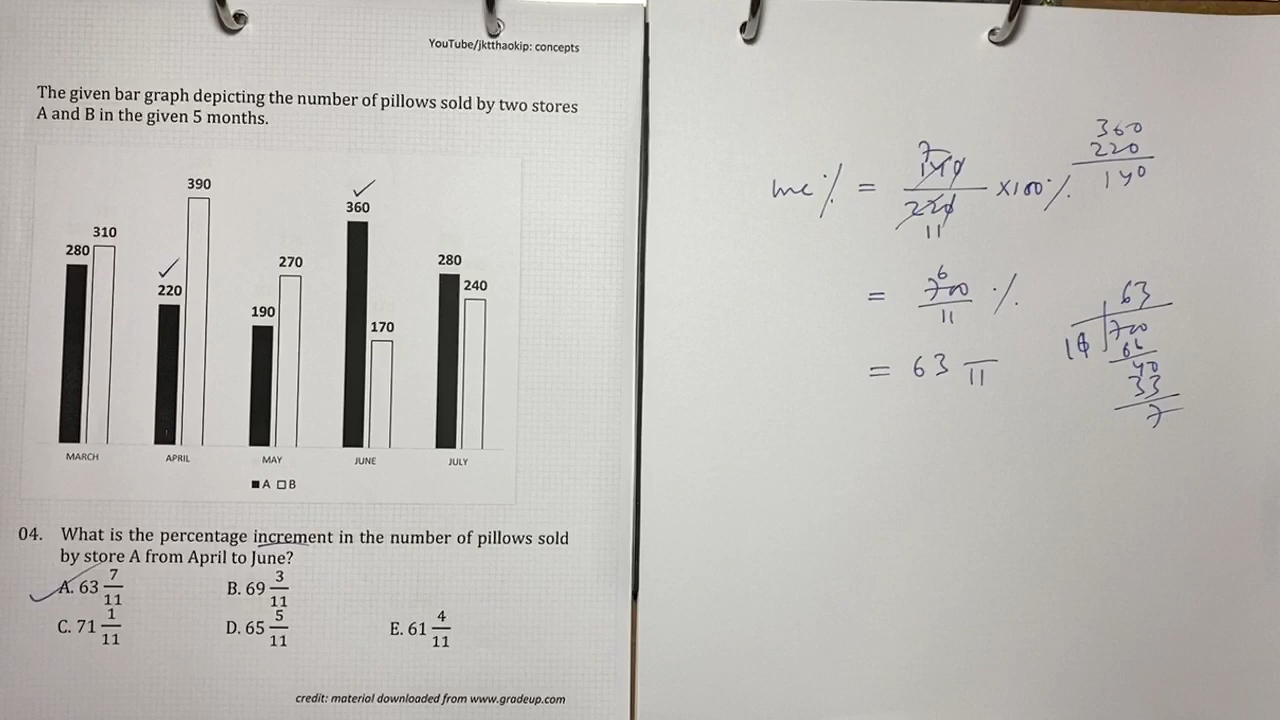 YouTube/jktthaokip: concepts
The given bar graph depicting the number of pillows sold by two stores
A and B in the given 5 months.
390
360
310
280
270
280
220
240
190
170
MARCH APRIL MAY JUNE JULY
A B
04. What is the percentage increment in the number of pillows sold
by store A from April to June?
A. 63 7/11 B. 69 3/11
C. 71 1/11 D. 65 5/11 E. 61 4/11
credit: material downloaded from www.gradeup.com
360
220
140
inc % = 140/220 × 100 %
7
11
= 700/11 %
= 63 /11
63
700
66
40
33
7